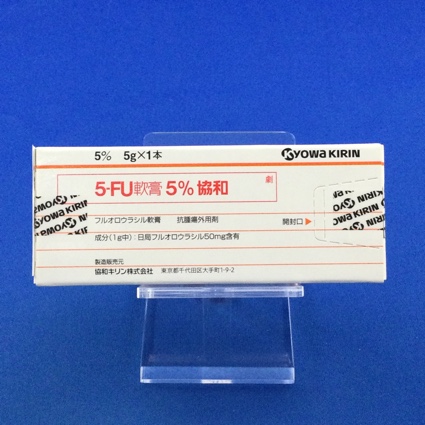 5% 5g×1本 KYOWA KIRIN
劇
5-FU軟膏5%協和
フルオロウラシル軟膏 抗腫瘍外用剤
開封口▶
成分(1g中):日局フルオロウラシル50mg含有
製造販売元
協和キリン株式会社 東京都千代田区大手町1-9-2
KYOWA KIRIN
KYOWA KIRIN